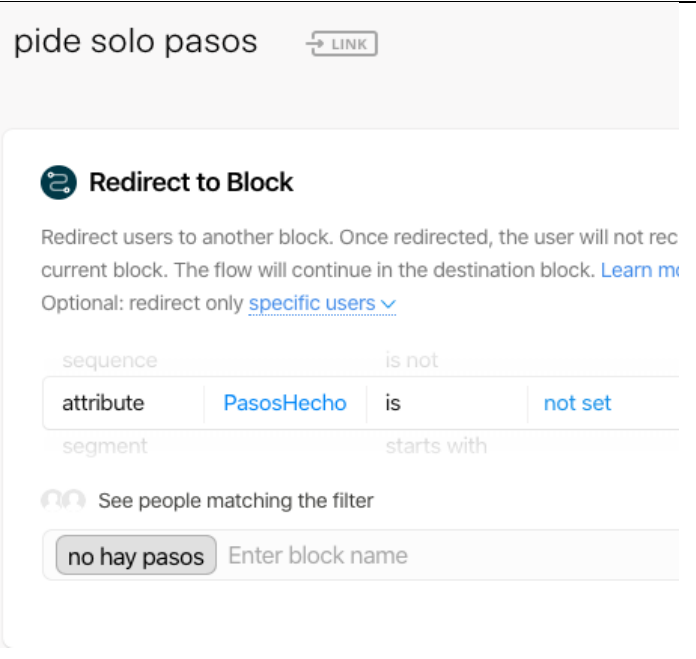 pide solo pasos LINK
Redirect to Block
Redirect users to another block. Once redirected, the user will not rec
current block. The flow will continue in the destination block. Learn mo
Optional: redirect only specific users
sequence is not
attribute PasosHecho is not set
segment starts with
See people matching the filter
no hay pasos Enter block name